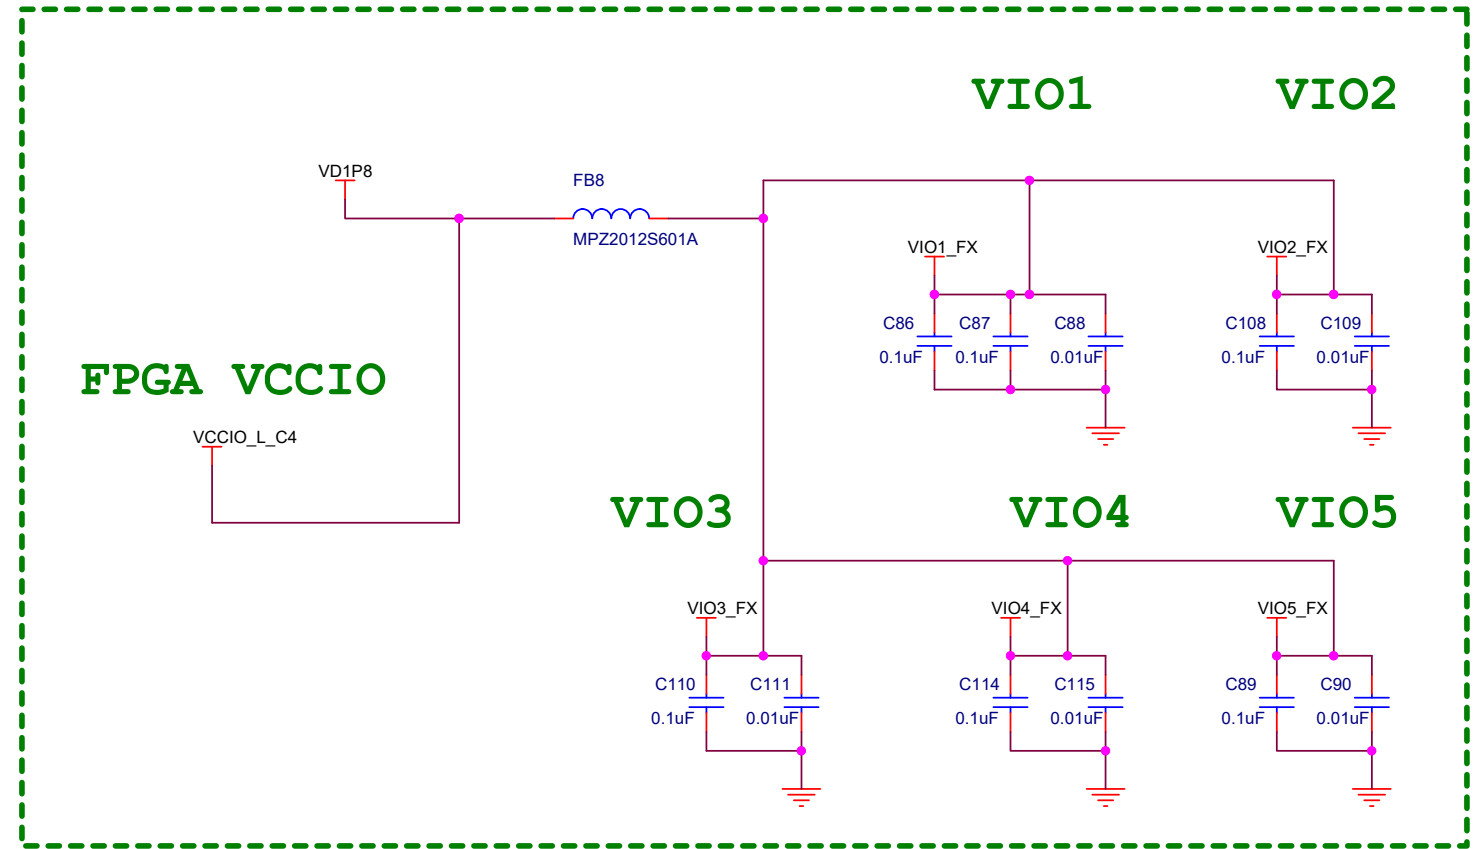 VIO1 VIO2
VD1P8
FB8
MPZ2012S601A
VIO1_FX
C86 C87 C88
0.1uF 0.1uF 0.01uF
VIO2_FX
C108 C109
0.1uF 0.01uF
FPGA VCCIO
VCCIO_L_C4
VIO3 VIO4 VIO5
VIO3_FX
C110 C111
0.1uF 0.01uF
VIO4_FX
C114 C115
0.1uF 0.01uF
VIO5_FX
C89 C90
0.1uF 0.01uF